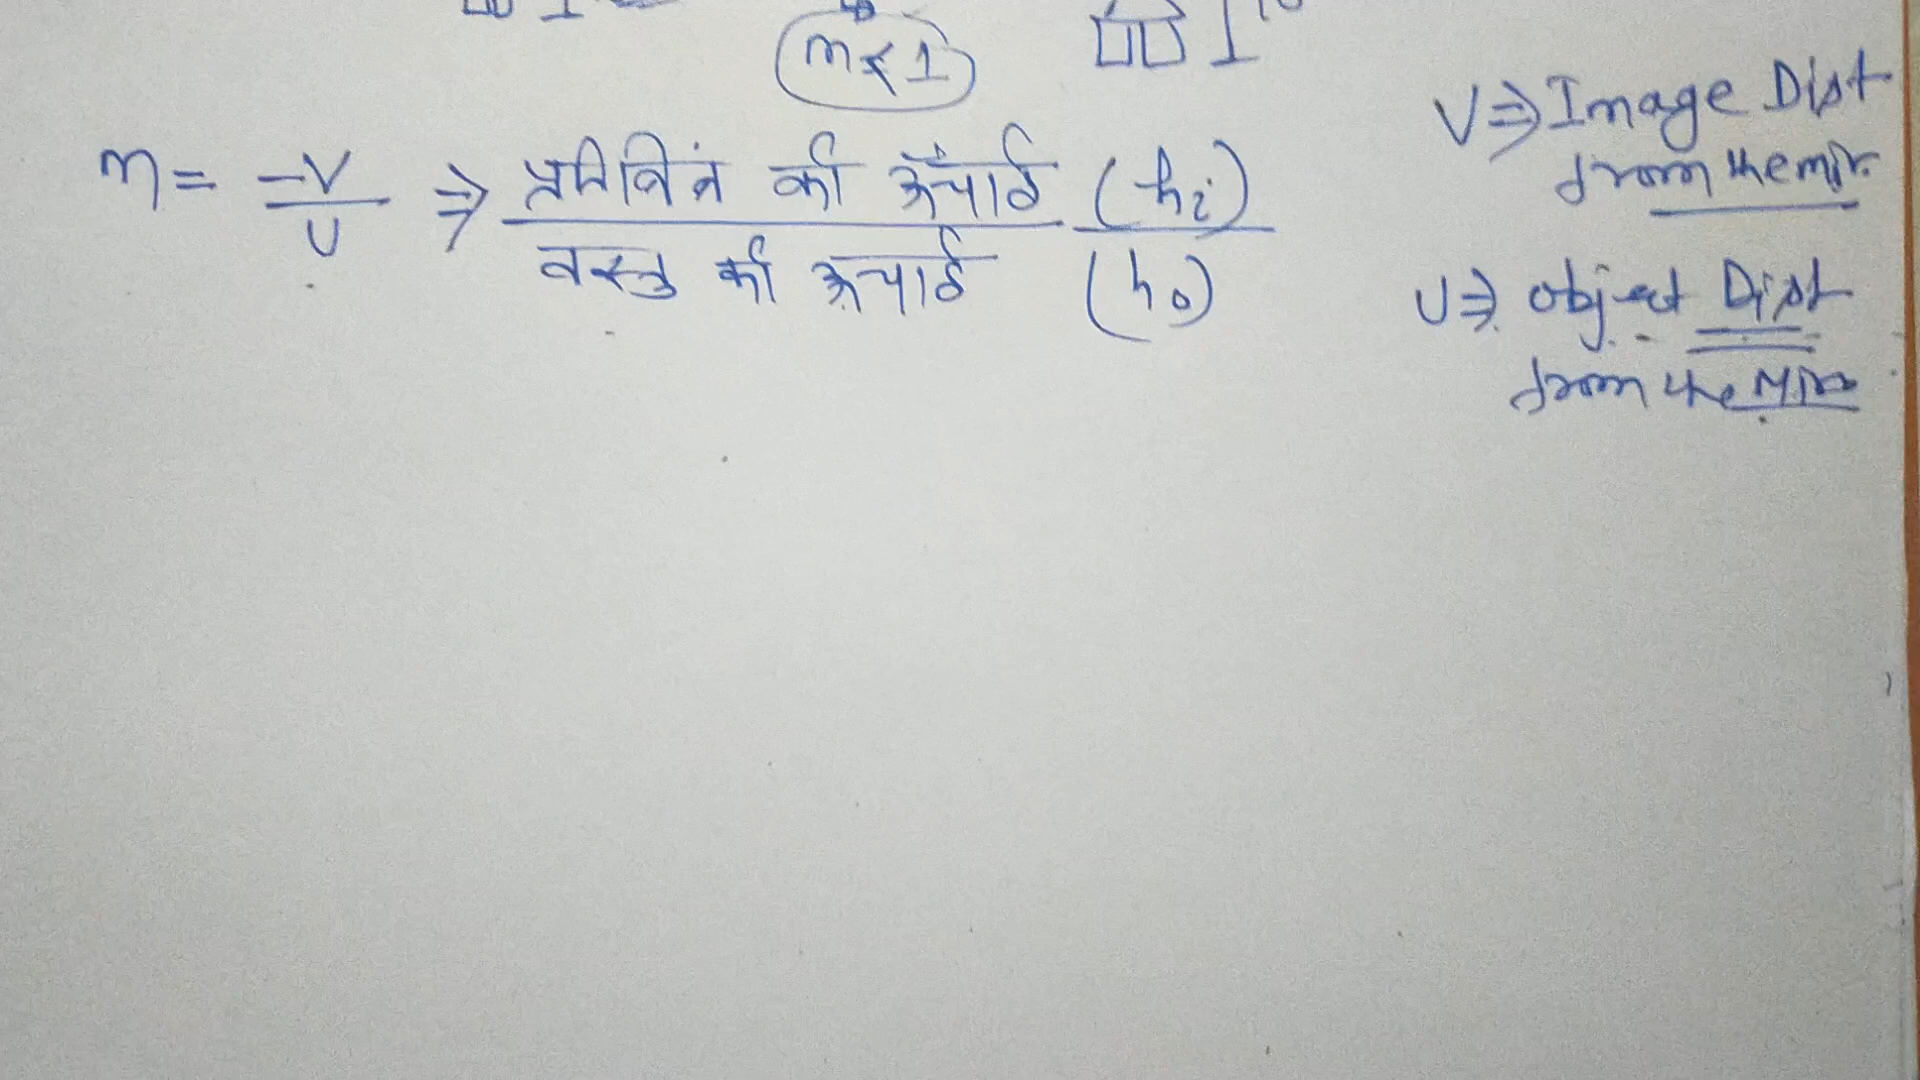 m < 1
m = -V/U ⇒ प्रतिबिंब की ऊँचाई (hi) / वस्तु की ऊंचाई (ho)
V ⇒ Image Dist
from the mir.
U ⇒ object Dist
from the Mir